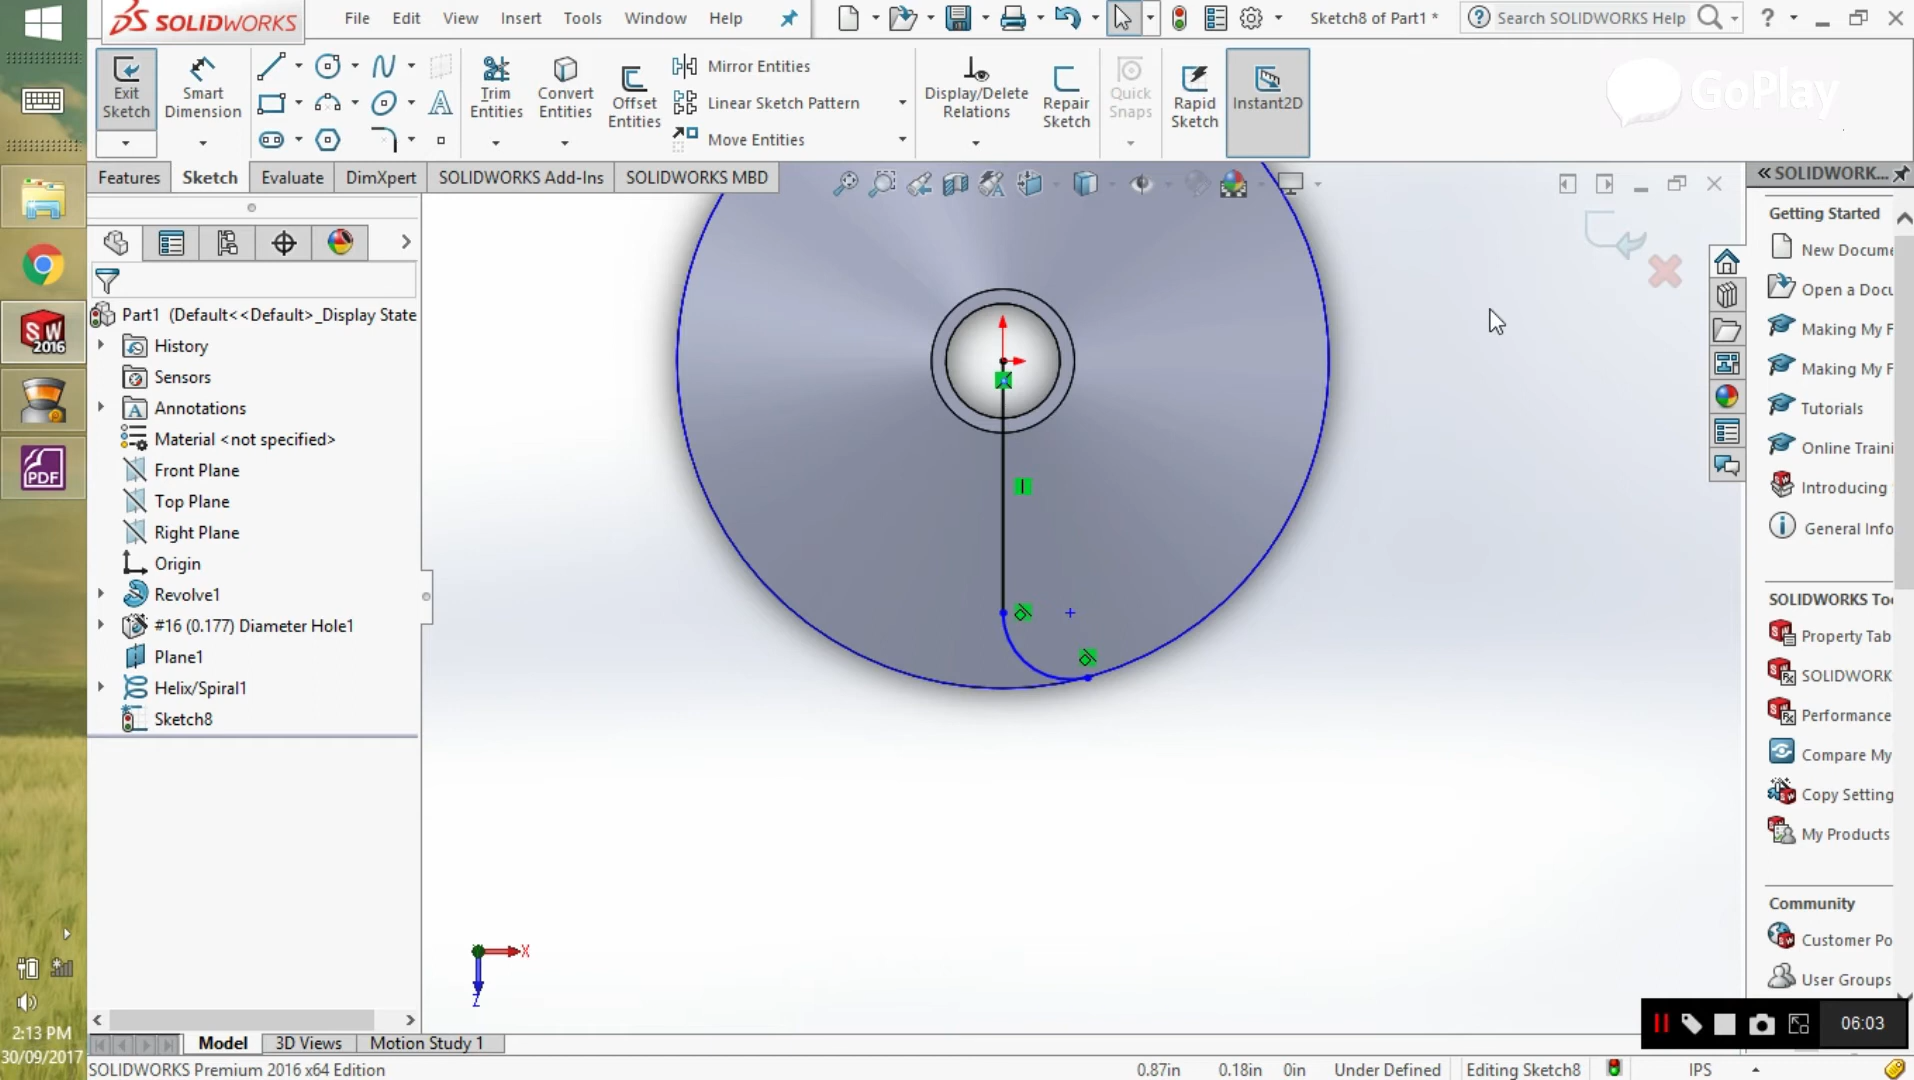 SOLIDWORKS File Edit View Insert Tools Window Help Sketch8 of Part1 * Search SOLIDWORKS Help ?
GoPlay
Exit Sketch
Smart Dimension
Trim Entities
Convert Entities
Offset Entities
Mirror Entities
Linear Sketch Pattern
Move Entities
Display/Delete Relations
Repair Sketch
Quick Snaps
Rapid Sketch
Instant2D
Features Sketch Evaluate DimXpert SOLIDWORKS Add-Ins SOLIDWORKS MBD
Part1 (Default<<Default>_Display State
History
Sensors
Annotations
Material <not specified>
Front Plane
Top Plane
Right Plane
Origin
Revolve1
#16 (0.177) Diameter Hole1
Plane1
Helix/Spiral1
Sketch8
SW
2016
PDF
X
Z
SOLIDWORK...
Getting Started
New Docume
Open a Docu
Making My F
Making My F
Tutorials
Online Traini
Introducing
General Info
SOLIDWORKS Too
Property Tab
SOLIDWORK
Performance
Compare My
Copy Setting
My Products
Community
Customer Po
User Groups
06:03
2:13 PM
30/09/2017
Model 3D Views Motion Study 1
SOLIDWORKS Premium 2016 x64 Edition 0.87in 0.18in 0in Under Defined Editing Sketch8 IPS